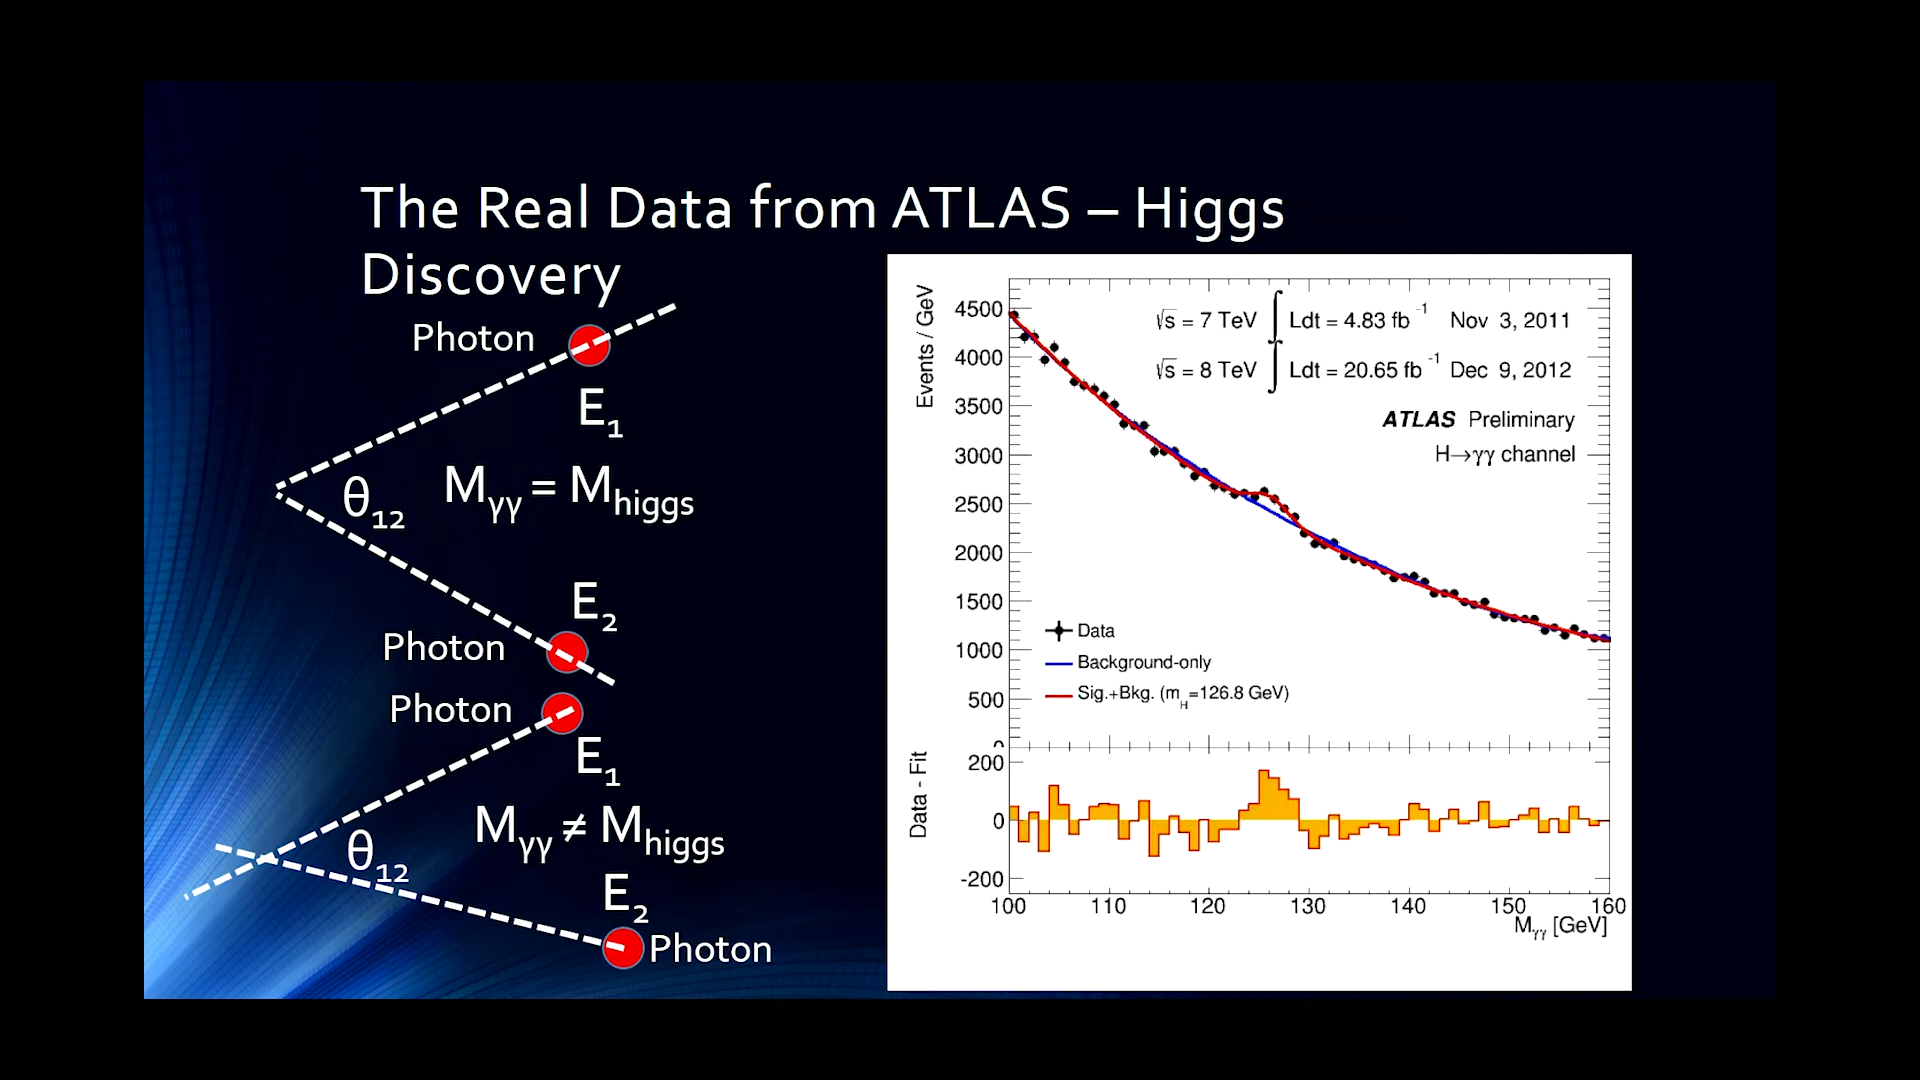 The Real Data from ATLAS – Higgs
Discovery
Photon
E1
θ12
Mγγ = Mhiggs
E2
Photon
Photon
E1
Mγγ ≠ Mhiggs
θ12
E2
Photon
Events / GeV
4500
4000
3500
3000
2500
2000
1500
1000
500
0
√s = 7 TeV ∫ Ldt = 4.83 fb-1 Nov 3, 2011
√s = 8 TeV ∫ Ldt = 20.65 fb-1 Dec 9, 2012
ATLAS Preliminary
H→γγ channel
Data
Background-only
Sig.+Bkg. (mH=126.8 GeV)
Data - Fit
200
0
-200
100 110 120 130 140 150 160
Mγγ [GeV]